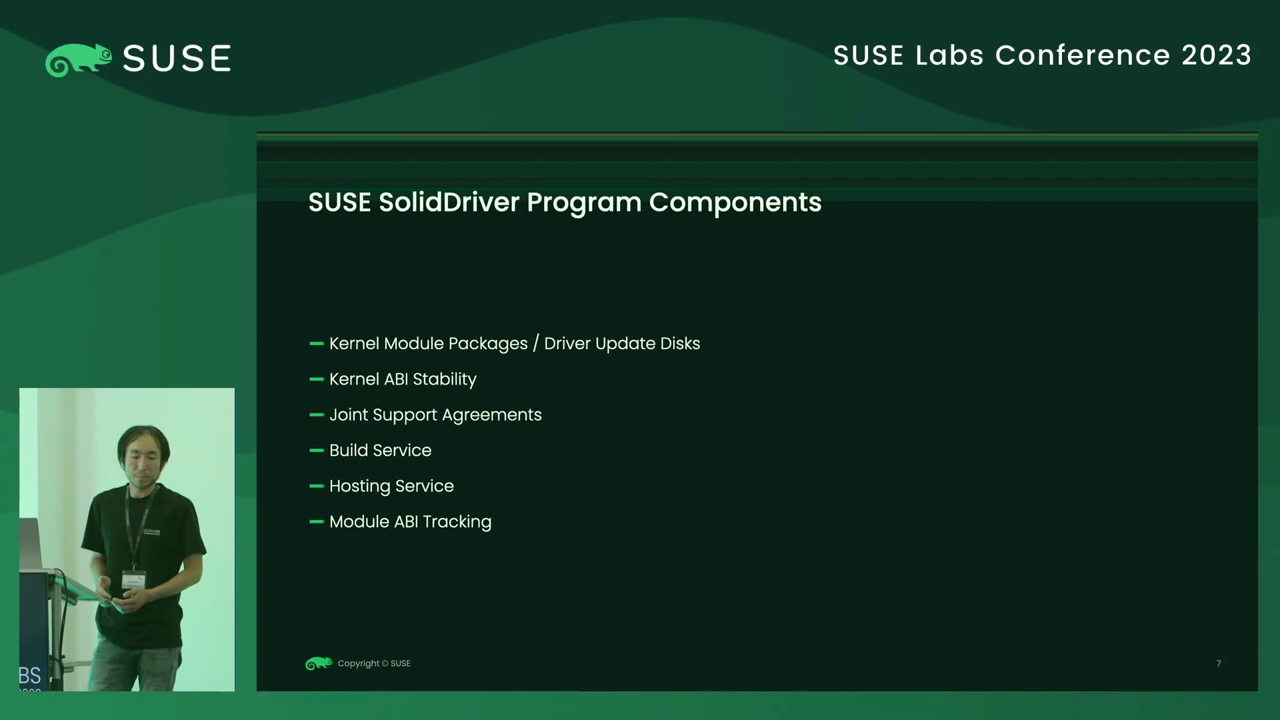 SUSE
SUSE Labs Conference 2023
SUSE SolidDriver Program Components
Kernel Module Packages / Driver Update Disks
Kernel ABI Stability
Joint Support Agreements
Build Service
Hosting Service
Module ABI Tracking
BS
Copyright © SUSE
7